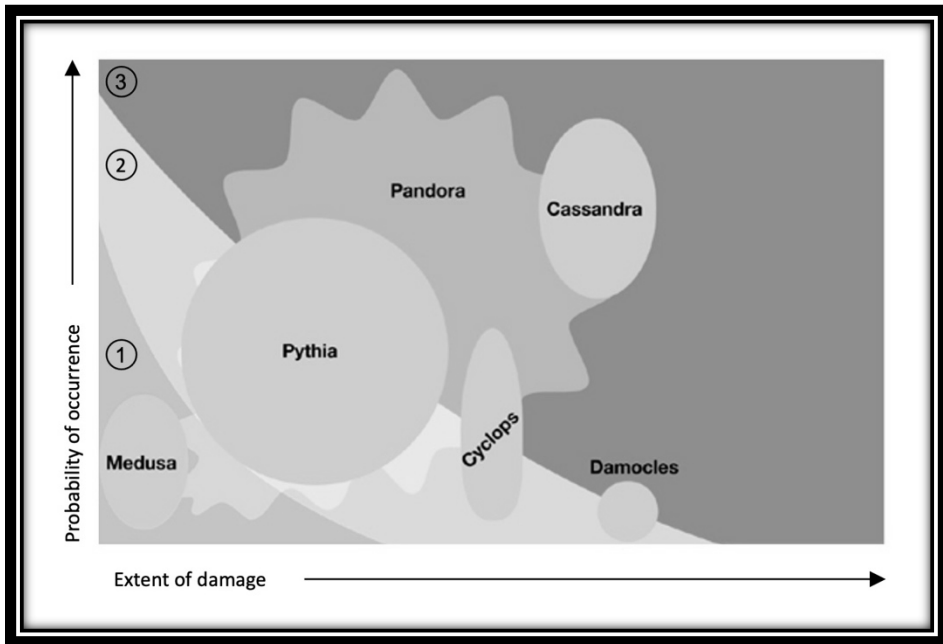 3
2
Pandora
Cassandra
1
Pythia
Cyclops
Medusa
Damocles
Probability of occurrence
Extent of damage